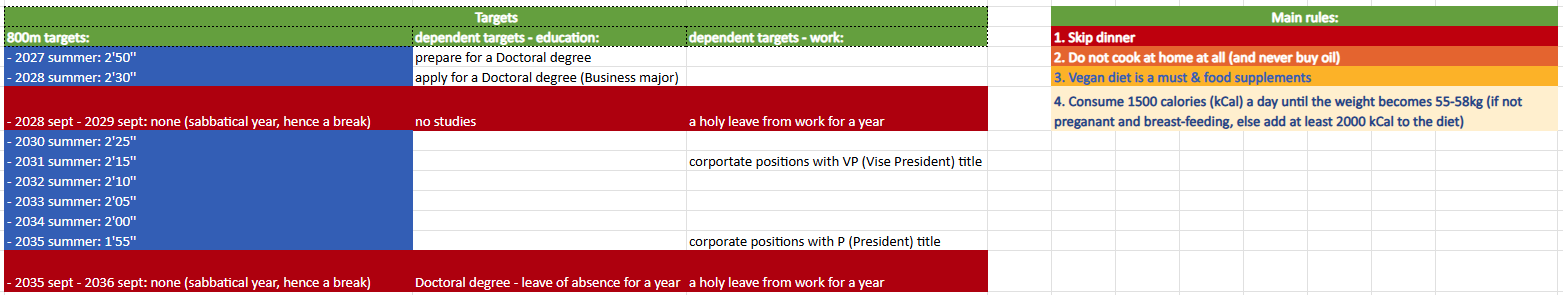 Targets
800m targets: dependent targets - education: dependent targets - work:
- 2027 summer: 2'50" prepare for a Doctoral degree
- 2028 summer: 2'30" apply for a Doctoral degree (Business major)
- 2028 sept - 2029 sept: none (sabbatical year, hence a break) no studies a holy leave from work for a year
- 2030 summer: 2'25"
- 2031 summer: 2'15" corportate positions with VP (Vise President) title
- 2032 summer: 2'10"
- 2033 summer: 2'05"
- 2034 summer: 2'00"
- 2035 summer: 1'55" corporate positions with P (President) title
- 2035 sept - 2036 sept: none (sabbatical year, hence a break) Doctoral degree - leave of absence for a year a holy leave from work for a year
Main rules:
1. Skip dinner
2. Do not cook at home at all (and never buy oil)
3. Vegan diet is a must & food supplements
4. Consume 1500 calories (kCal) a day until the weight becomes 55-58kg (if not
preganant and breast-feeding, else add at least 2000 kCal to the diet)